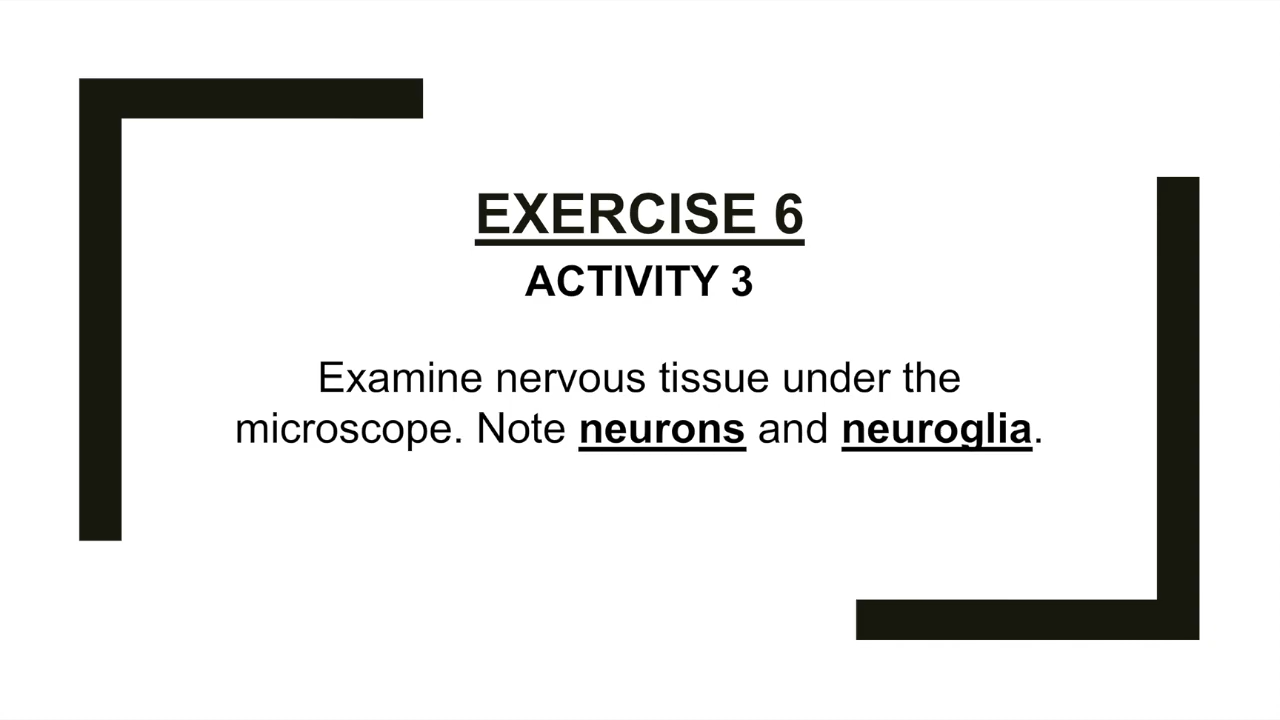 EXERCISE 6
ACTIVITY 3
Examine nervous tissue under the
microscope. Note neurons and neuroglia.